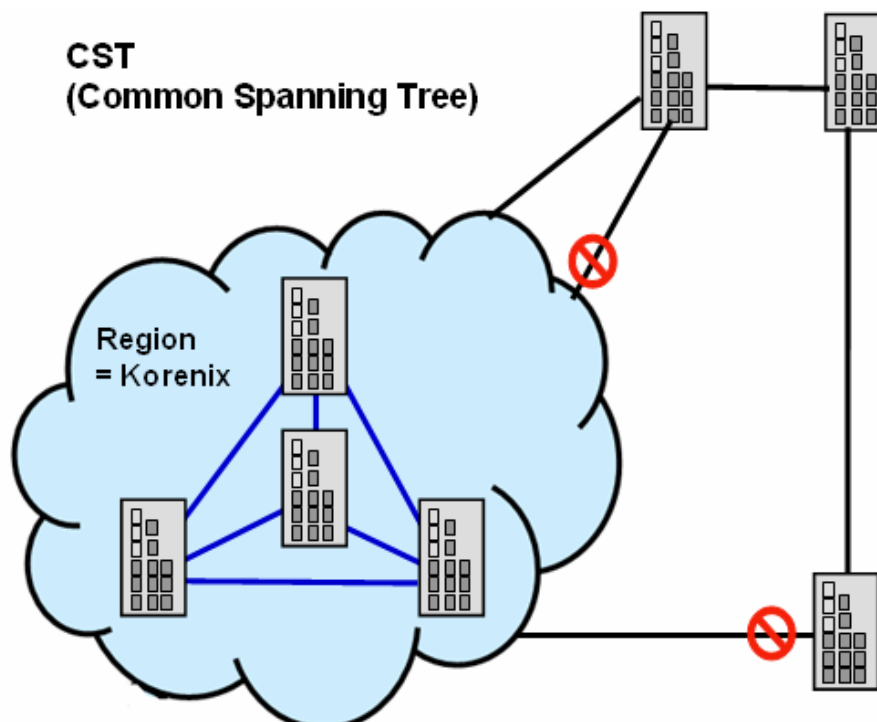 CST
(Common Spanning Tree)
Region
= Korenix